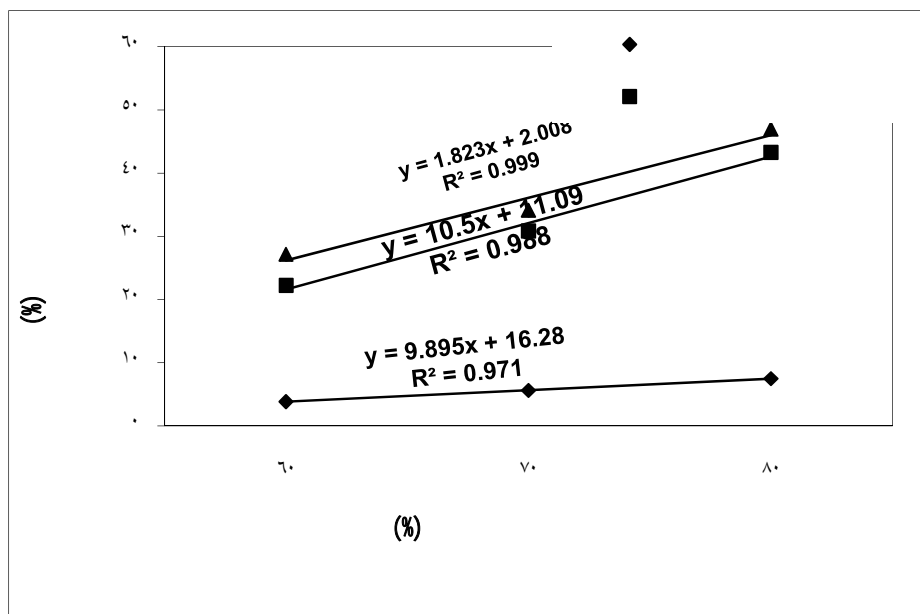 ٦٠
٥٠
٤٠
٣٠
٢٠
١٠
٠
y = 1.823x + 2.008
R² = 0.999
y = 10.5x + 11.09
R² = 0.988
y = 9.895x + 16.28
R² = 0.971
(%)
٦٠ ٧٠ ٨٠
(%)